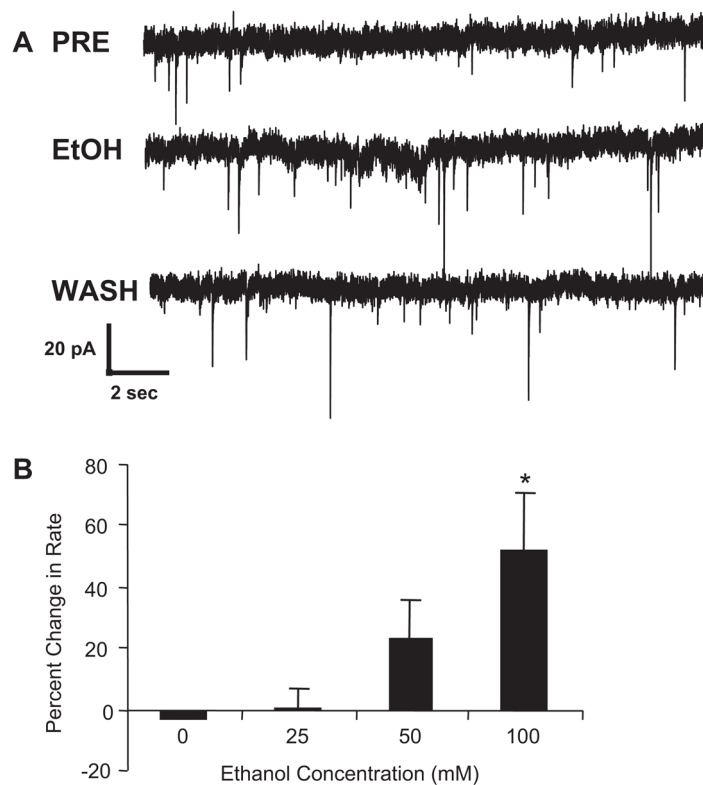 A PRE
EtOH
WASH
20 pA
2 sec
B
Percent Change in Rate
80
60
40
20
0
-20
*
0 25 50 100
Ethanol Concentration (mM)